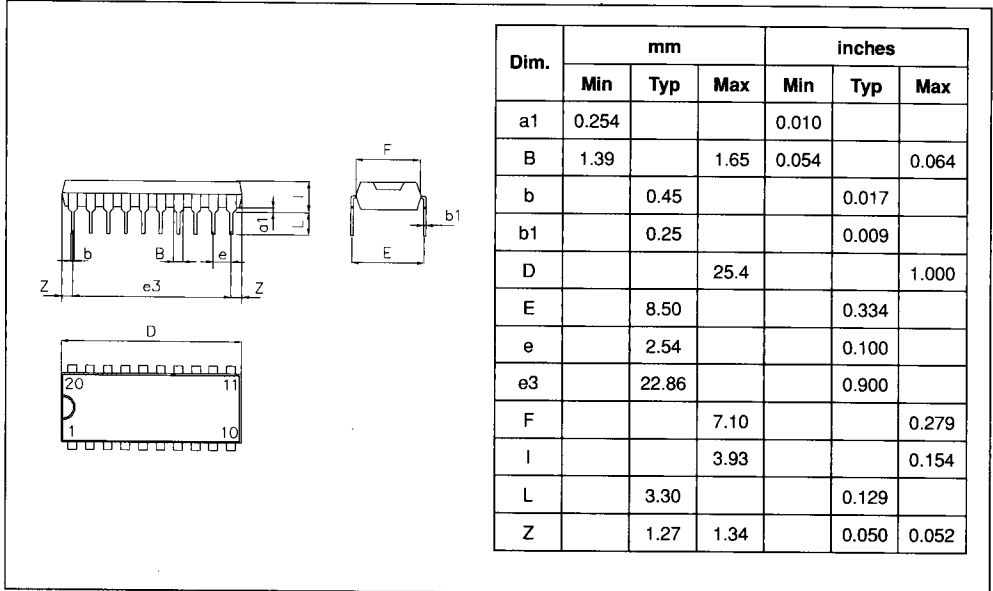 F
I
a1
L
b1
b
B
e
E
Z
e3
Z
D
20
11
1
10
Dim. mm inches
Min Typ Max Min Typ Max
a1 0.254 0.010
B 1.39 1.65 0.054 0.064
b 0.45 0.017
b1 0.25 0.009
D 25.4 1.000
E 8.50 0.334
e 2.54 0.100
e3 22.86 0.900
F 7.10 0.279
I 3.93 0.154
L 3.30 0.129
Z 1.27 1.34 0.050 0.052